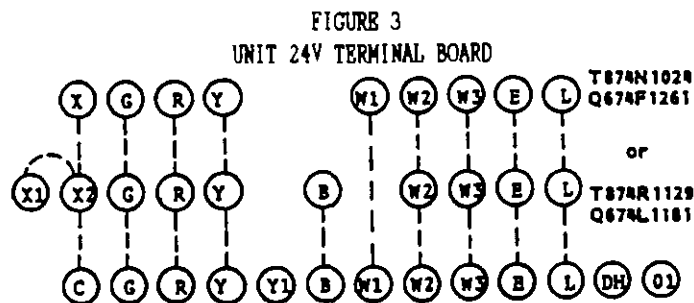 FIGURE 3
UNIT 24V TERMINAL BOARD
X G R Y W1 W2 W3 E L T874N1024
Q674F1261
or
X1 X2 G R Y B W2 W3 E L T874R1129
Q674L1181
C G R Y Y1 B W1 W2 W3 E L DH O1